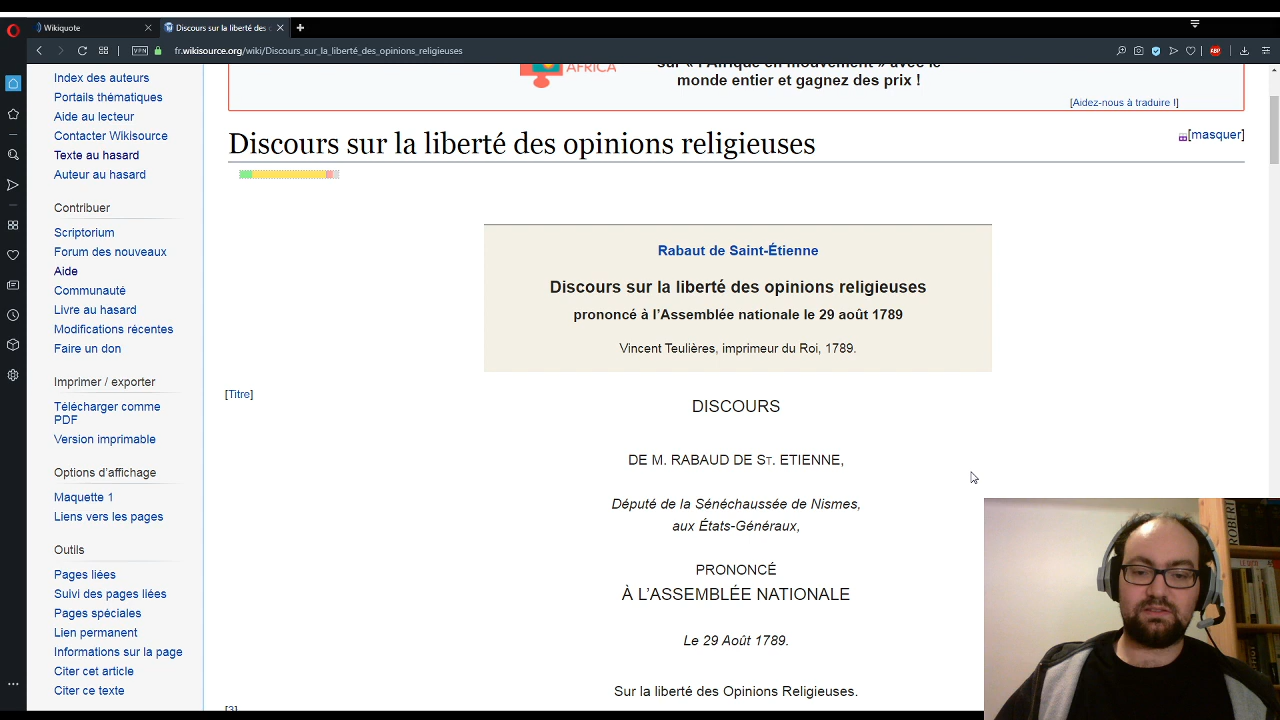 Wikiquote
Discours sur la liberté des
VPN
fr.wikisource.org/wiki/Discours_sur_la_liberté_des_opinions_religieuses
ABP
Index des auteurs
Portails thématiques
Aide au lecteur
Contacter Wikisource
Texte au hasard
Auteur au hasard
Contribuer
Scriptorium
Forum des nouveaux
Aide
Communauté
Livre au hasard
Modifications récentes
Faire un don
Imprimer / exporter
Télécharger comme
PDF
Version imprimable
Options d’affichage
Maquette 1
Liens vers les pages
Outils
Pages liées
Suivi des pages liées
Pages spéciales
Lien permanent
Informations sur la page
Citer cet article
Citer ce texte
AFRICA
sur « l’Afrique en mouvement » avec le
monde entier et gagnez des prix !
[Aidez-nous à traduire !]
Discours sur la liberté des opinions religieuses
[masquer]
Rabaut de Saint-Étienne
Discours sur la liberté des opinions religieuses
prononcé à l’Assemblée nationale le 29 août 1789
Vincent Teulières, imprimeur du Roi, 1789.
[Titre]
DISCOURS
DE M. RABAUD DE ST. ETIENNE,
Député de la Sénéchaussée de Nismes,
aux États-Généraux,
PRONONCÉ
À L’ASSEMBLÉE NATIONALE
Le 29 Août 1789.
Sur la liberté des Opinions Religieuses.
[3]
ROBERT